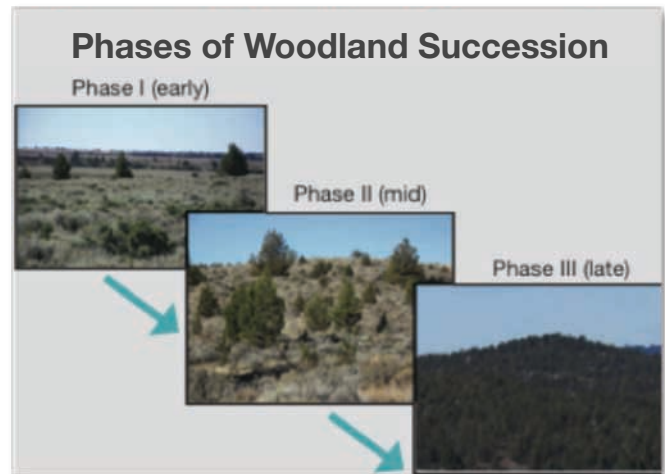 Phases of Woodland Succession
Phase I (early)
Phase II (mid)
Phase III (late)